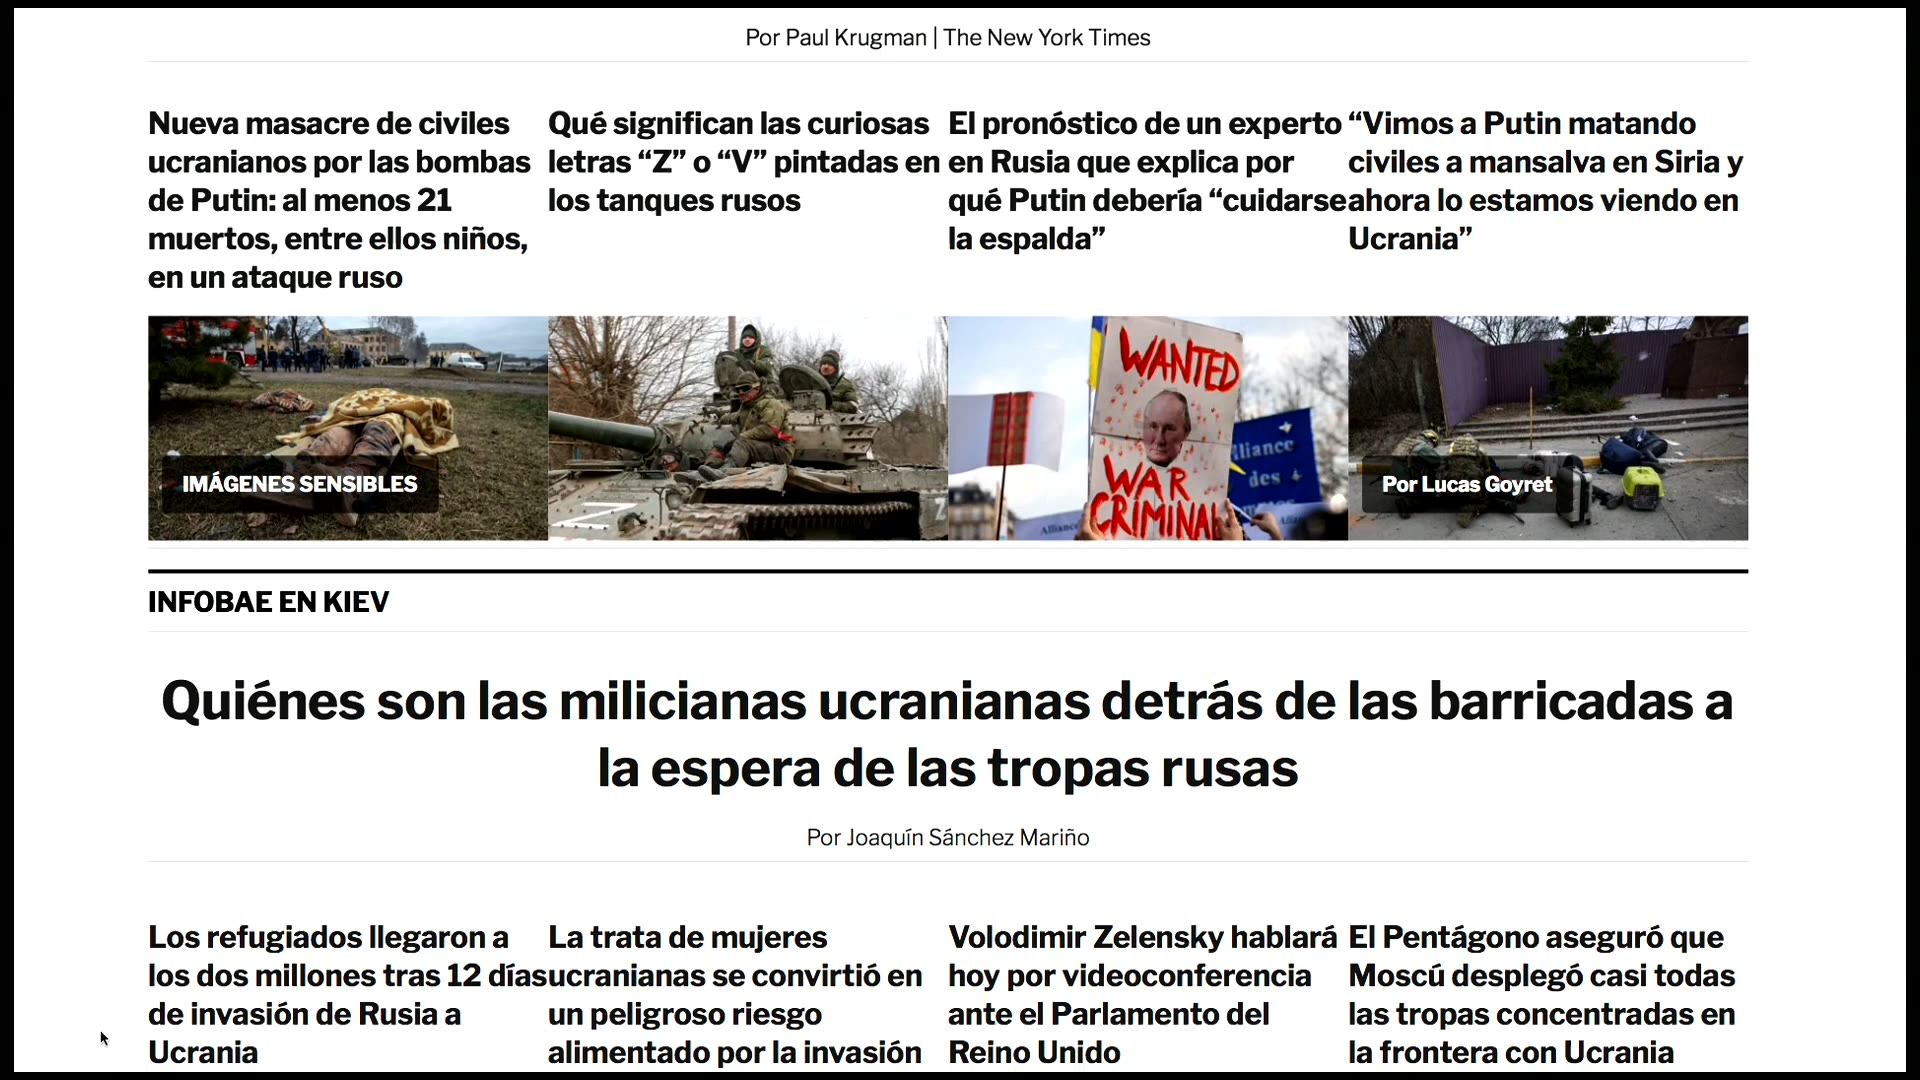 Por Paul Krugman | The New York Times
Nueva masacre de civiles
ucranianos por las bombas
de Putin: al menos 21
muertos, entre ellos niños,
en un ataque ruso
Qué significan las curiosas
letras “Z” o “V” pintadas en
los tanques rusos
El pronóstico de un experto
en Rusia que explica por
qué Putin debería “cuidarse
la espalda”
“Vimos a Putin matando
civiles a mansalva en Siria y
ahora lo estamos viendo en
Ucrania”
IMÁGENES SENSIBLES
Z
WANTED
WAR
CRIMINAL
lliance
des
Alliance
Por Lucas Goyret
INFOBAE EN KIEV
Quiénes son las milicianas ucranianas detrás de las barricadas a
la espera de las tropas rusas
Por Joaquín Sánchez Mariño
Los refugiados llegaron a
los dos millones tras 12 días
de invasión de Rusia a
Ucrania
La trata de mujeres
ucranianas se convirtió en
un peligroso riesgo
alimentado por la invasión
Volodimir Zelensky hablará
hoy por videoconferencia
ante el Parlamento del
Reino Unido
El Pentágono aseguró que
Moscú desplegó casi todas
las tropas concentradas en
la frontera con Ucrania